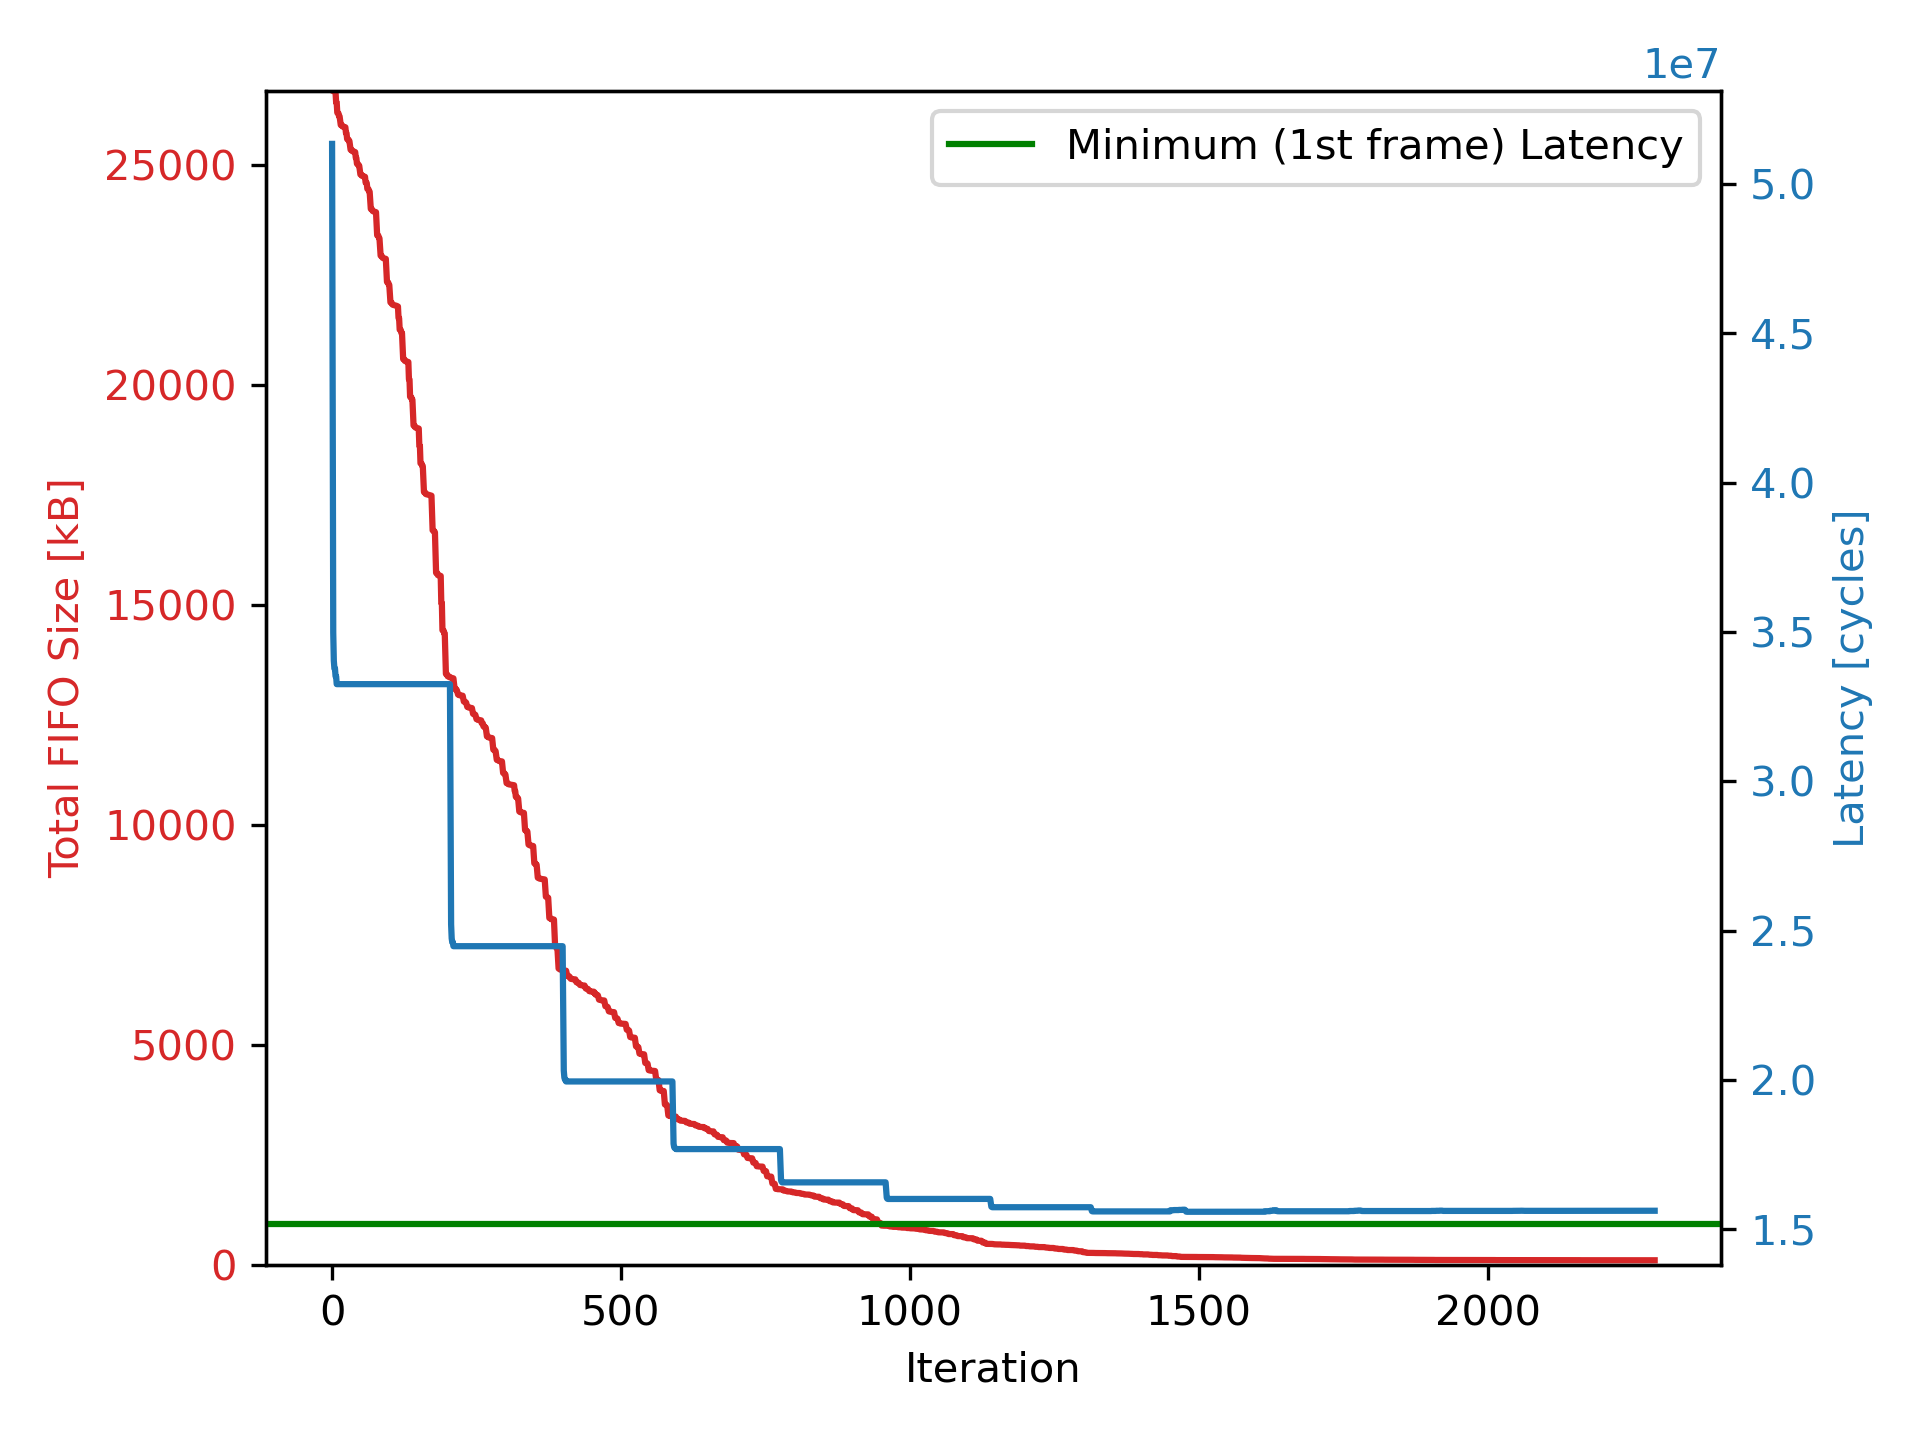 1e7
Minimum (1st frame) Latency
25000
20000
15000
10000
5000
0
Total FIFO Size [kB]
5.0
4.5
4.0
3.5
3.0
2.5
2.0
1.5
Latency [cycles]
0 500 1000 1500 2000
Iteration